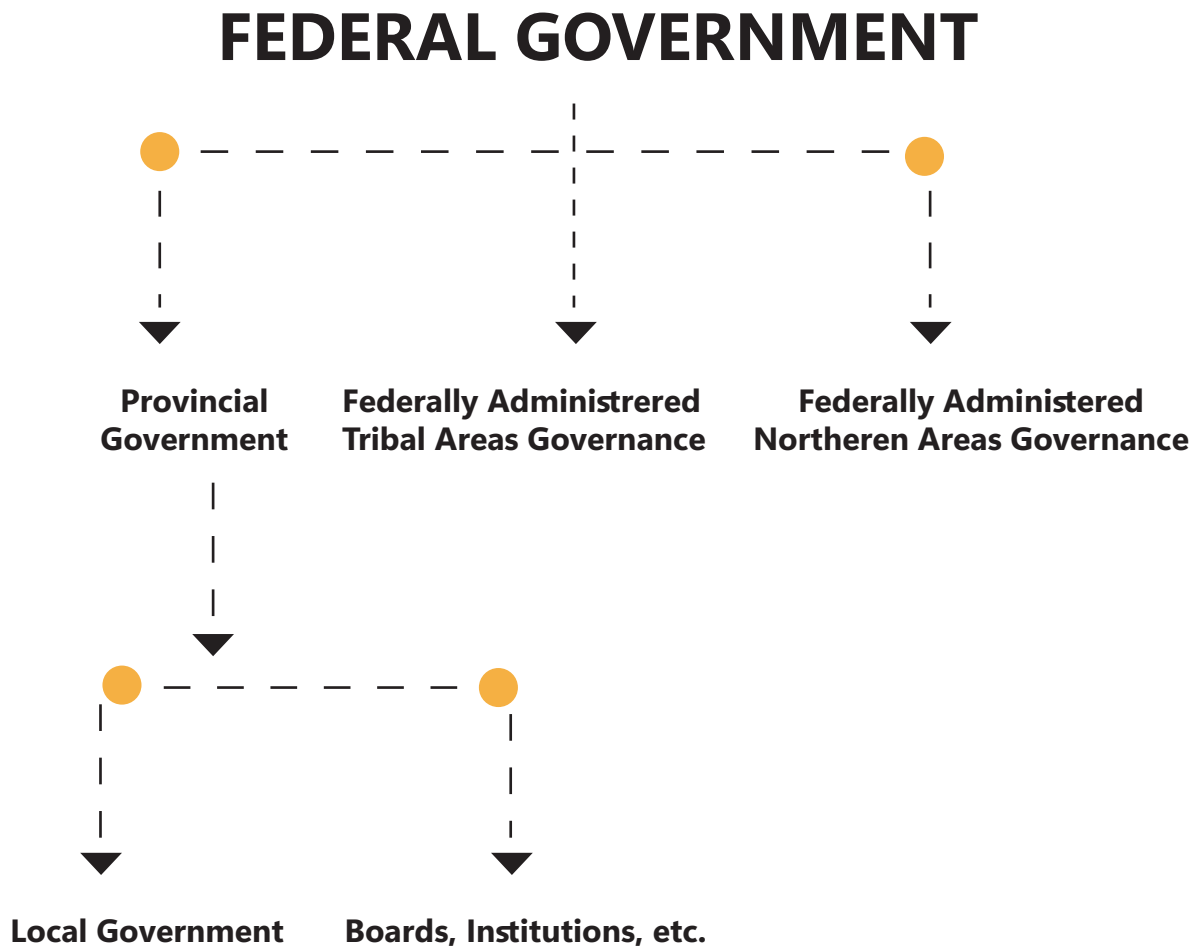 FEDERAL GOVERNMENT
Provincial
Government
Federally Administrered
Tribal Areas Governance
Federally Administered
Northeren Areas Governance
Local Government
Boards, Institutions, etc.